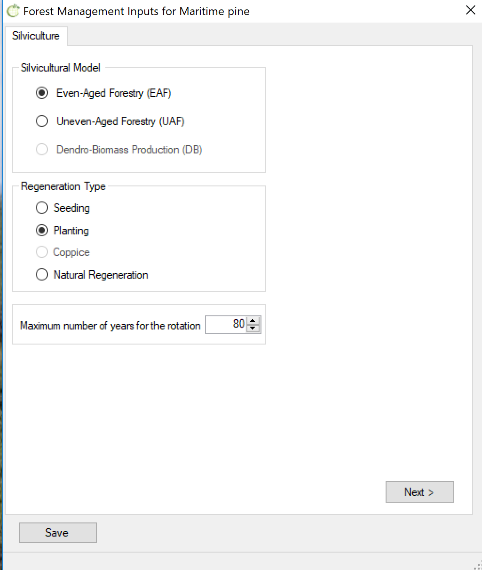 Forest Management Inputs for Maritime pine
Silviculture
Silvicultural Model
Even-Aged Forestry (EAF)
Uneven-Aged Forestry (UAF)
Dendro-Biomass Production (DB)
Regeneration Type
Seeding
Planting
Coppice
Natural Regeneration
Maximum number of years for the rotation 80
Next >
Save